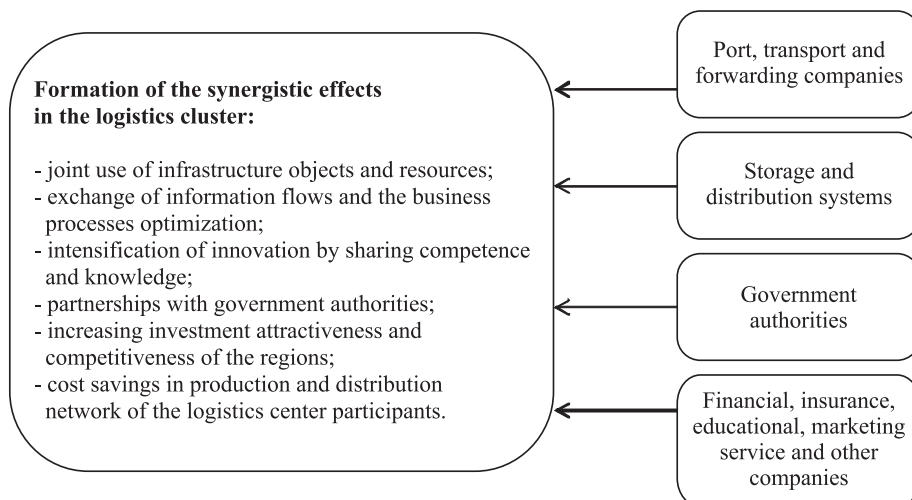 Formation of the synergistic effects
in the logistics cluster:
- joint use of infrastructure objects and resources;
- exchange of information flows and the business
processes optimization;
- intensification of innovation by sharing competence
and knowledge;
- partnerships with government authorities;
- increasing investment attractiveness and
competitiveness of the regions;
- cost savings in production and distribution
network of the logistics center participants.
Port, transport and
forwarding companies
Storage and
distribution systems
Government
authorities
Financial, insurance,
educational, marketing
service and other
companies